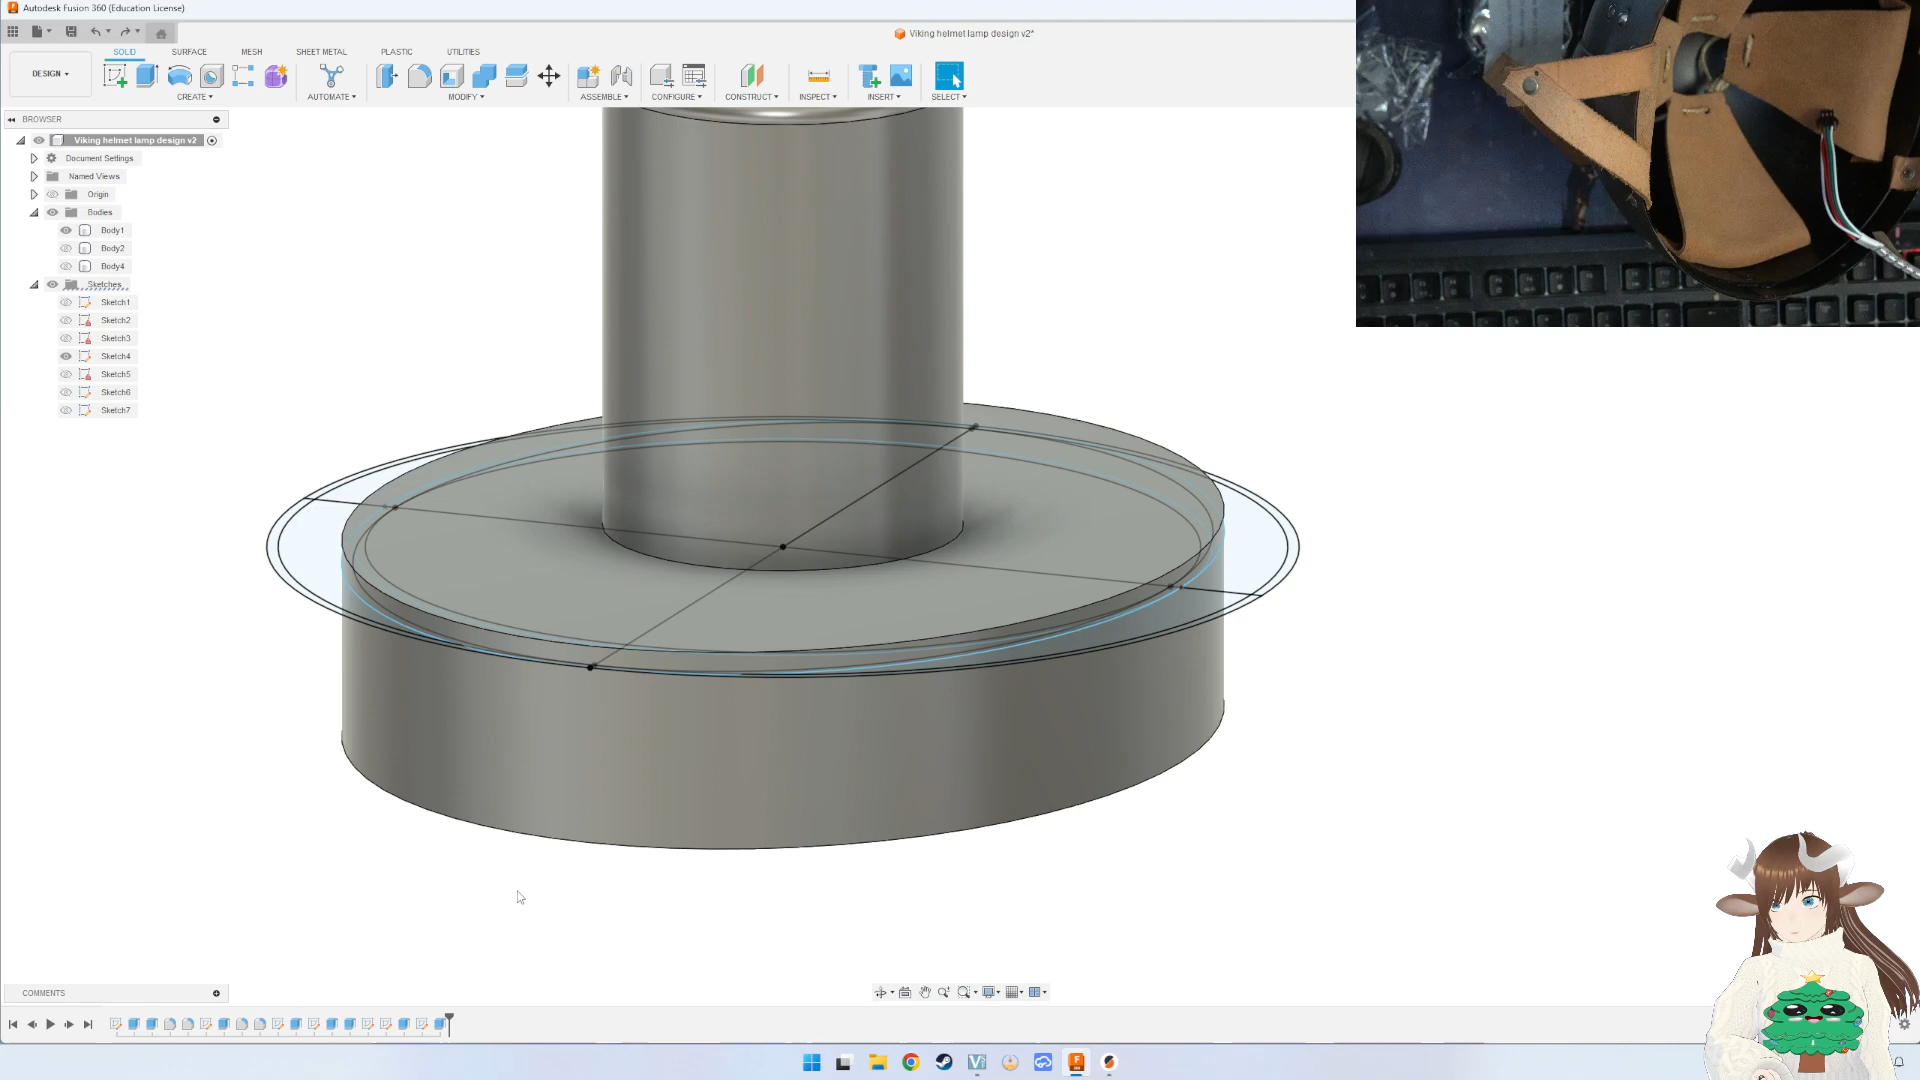 Autodesk Fusion 360 (Education License)
Viking helmet lamp design v2*
SOLID SURFACE MESH SHEET METAL PLASTIC UTILITIES
DESIGN
CREATE AUTOMATE MODIFY ASSEMBLE CONFIGURE CONSTRUCT INSPECT INSERT SELECT
BROWSER
Viking helmet lamp design v2
Document Settings
Named Views
Origin
Bodies
Body1
Body2
Body4
Sketches
Sketch1
Sketch2
Sketch3
Sketch4
Sketch5
Sketch6
Sketch7
COMMENTS